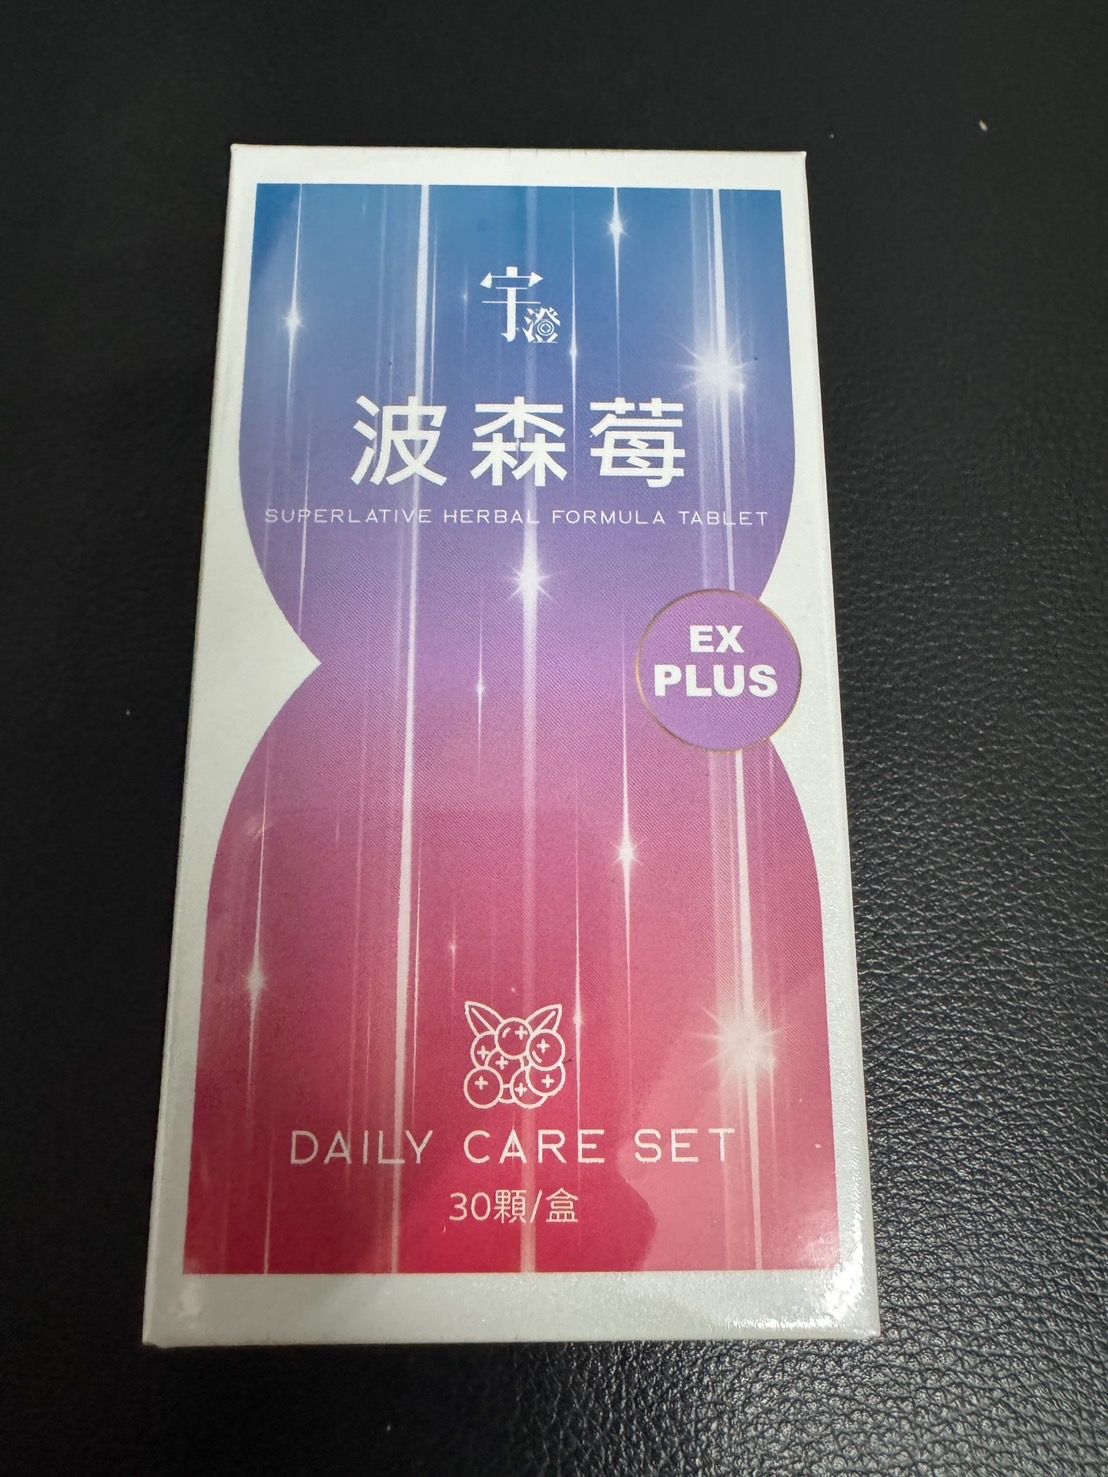 宇澄
波森莓
SUPERLATIVE HERBAL FORMULA TABLET
EX
PLUS
DAILY CARE SET
30顆/盒